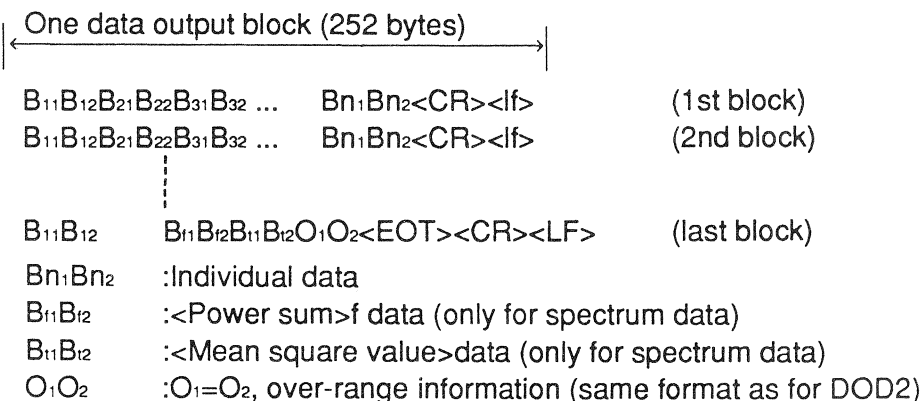 One data output block (252 bytes)
B₁₁B₁₂B₂₁B₂₂B₃₁B₃₂ ... Bn₁Bn₂<CR><lf> (1st block)
B₁₁B₁₂B₂₁B₂₂B₃₁B₃₂ ... Bn₁Bn₂<CR><lf> (2nd block)
B₁₁B₁₂ Bf₁Bf₂Bt₁Bt₂O₁O₂<EOT><CR><LF> (last block)
Bn₁Bn₂ :Individual data
Bf₁Bf₂ :<Power sum>f data (only for spectrum data)
Bt₁Bt₂ :<Mean square value>data (only for spectrum data)
O₁O₂ :O₁=O₂, over-range information (same format as for DOD2)